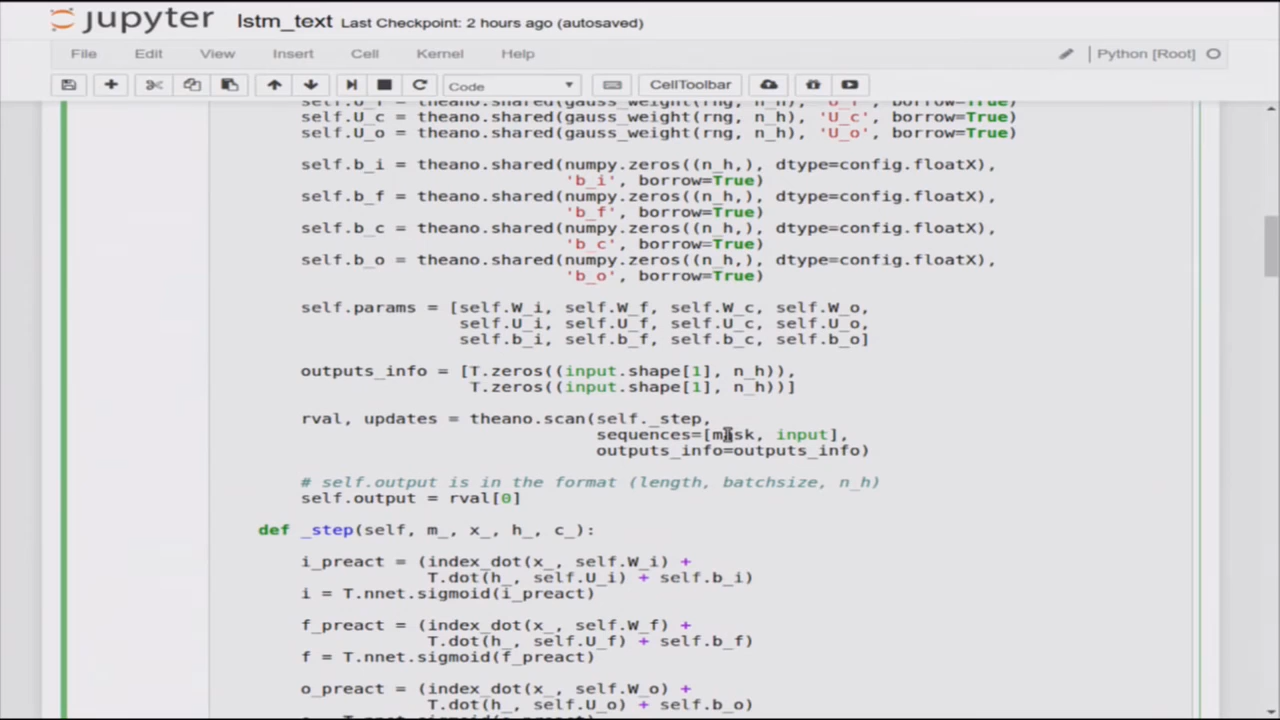 jupyter lstm_text Last Checkpoint: 2 hours ago (autosaved)
File Edit View Insert Cell Kernel Help Python [Root]
Code CellToolbar
self.U_f = theano.shared(gauss_weight(rng, n_h), 'U_f', borrow=True)
self.U_c = theano.shared(gauss_weight(rng, n_h), 'U_c', borrow=True)
self.U_o = theano.shared(gauss_weight(rng, n_h), 'U_o', borrow=True)
self.b_i = theano.shared(numpy.zeros((n_h,), dtype=config.floatX),
'b_i', borrow=True)
self.b_f = theano.shared(numpy.zeros((n_h,), dtype=config.floatX),
'b_f', borrow=True)
self.b_c = theano.shared(numpy.zeros((n_h,), dtype=config.floatX),
'b_c', borrow=True)
self.b_o = theano.shared(numpy.zeros((n_h,), dtype=config.floatX),
'b_o', borrow=True)
self.params = [self.W_i, self.W_f, self.W_c, self.W_o,
self.U_i, self.U_f, self.U_c, self.U_o,
self.b_i, self.b_f, self.b_c, self.b_o]
outputs_info = [T.zeros((input.shape[1], n_h)),
T.zeros((input.shape[1], n_h))]
rval, updates = theano.scan(self._step,
sequences=[mask, input],
outputs_info=outputs_info)
# self.output is in the format (length, batchsize, n_h)
self.output = rval[0]
def _step(self, m_, x_, h_, c_):
i_preact = (index_dot(x_, self.W_i) +
T.dot(h_, self.U_i) + self.b_i)
i = T.nnet.sigmoid(i_preact)
f_preact = (index_dot(x_, self.W_f) +
T.dot(h_, self.U_f) + self.b_f)
f = T.nnet.sigmoid(f_preact)
o_preact = (index_dot(x_, self.W_o) +
T.dot(h_, self.U_o) + self.b_o)